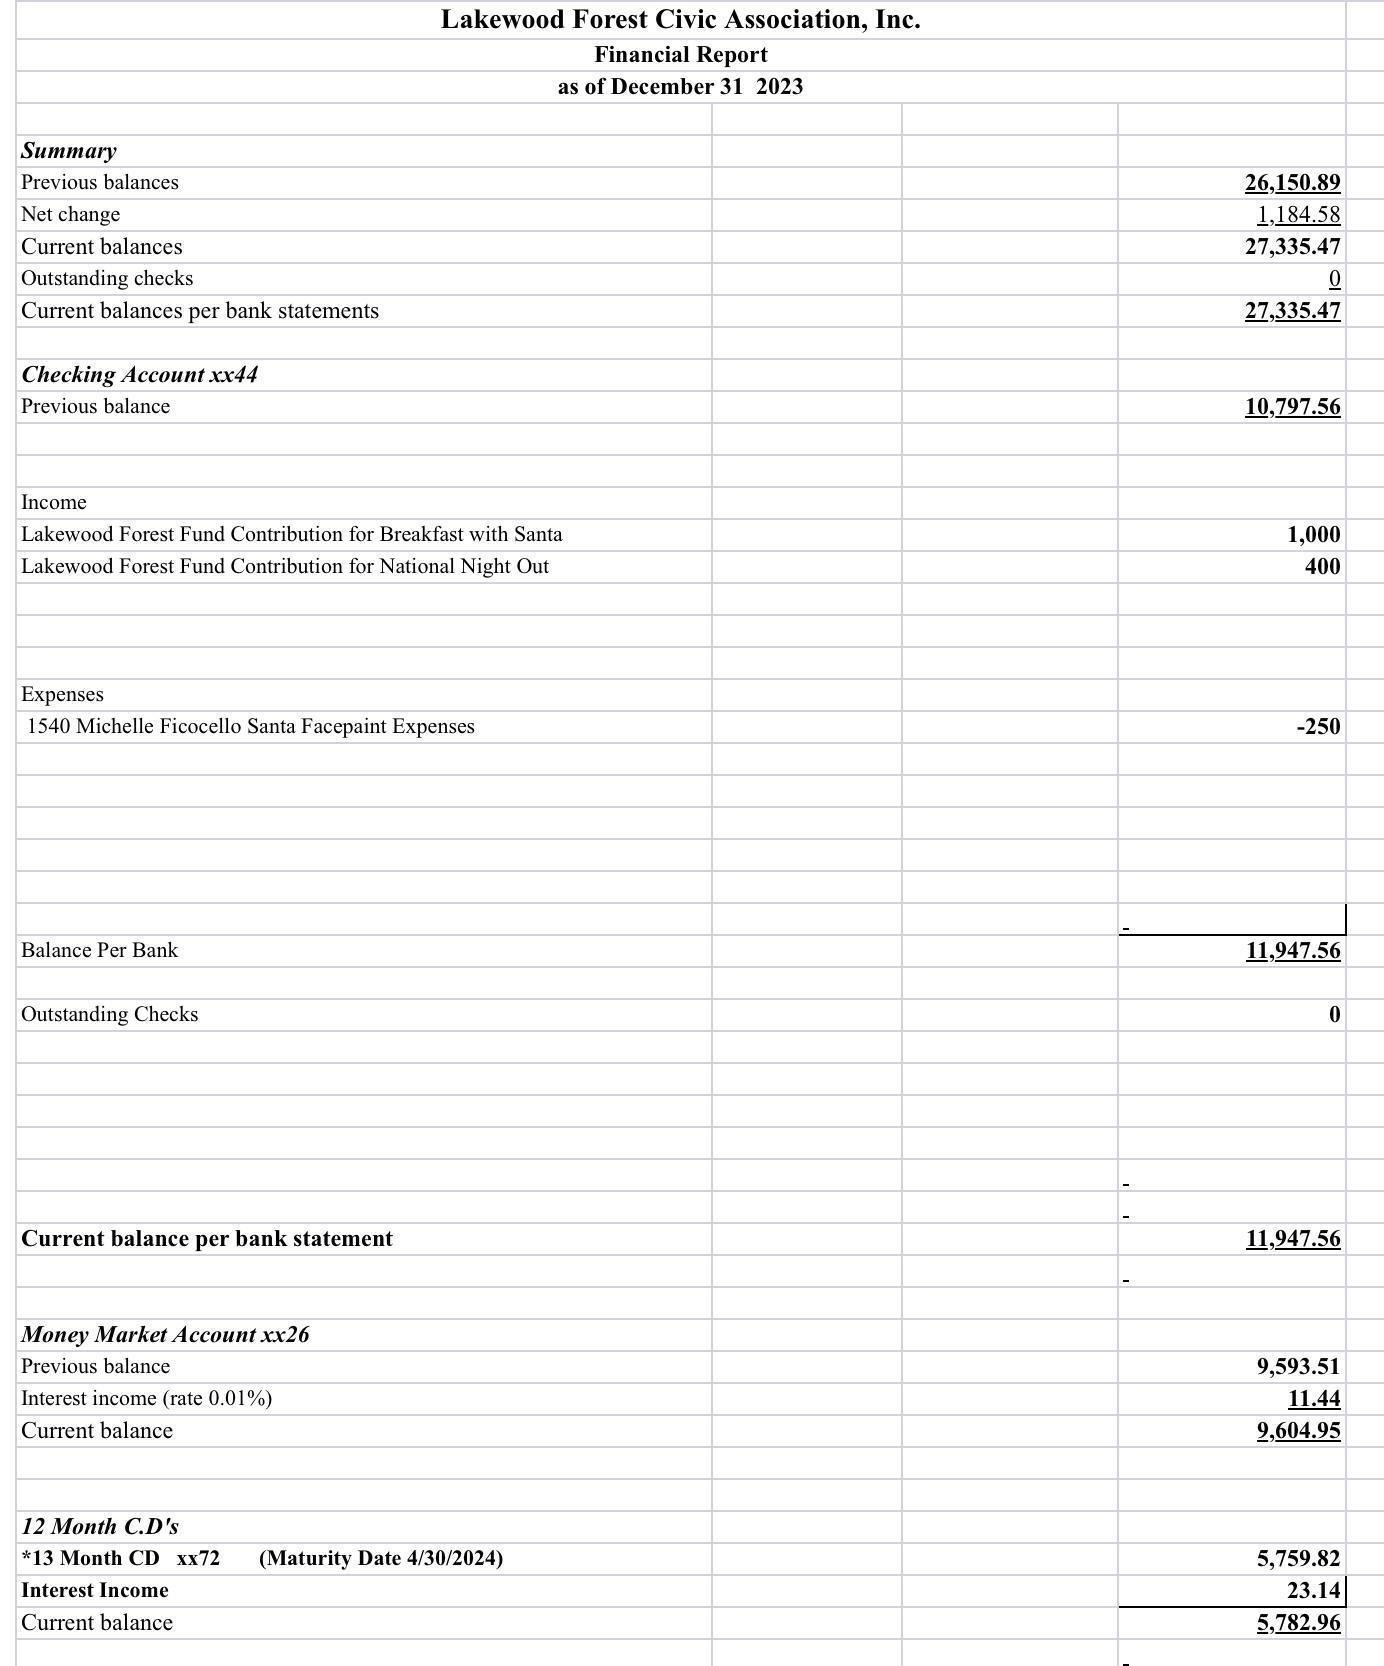 Lakewood Forest Civic Association, Inc.
Financial Report
as of December 31  2023
Summary
Previous balances 26,150.89
Net change 1,184.58
Current balances 27,335.47
Outstanding checks 0
Current balances per bank statements 27,335.47
Checking Account xx44
Previous balance 10,797.56
Income
Lakewood Forest Fund Contribution for Breakfast with Santa 1,000
Lakewood Forest Fund Contribution for National Night Out 400
Expenses
1540 Michelle Ficocello Santa Facepaint Expenses -250
-
Balance Per Bank 11,947.56
Outstanding Checks 0
-
-
Current balance per bank statement 11,947.56
-
Money Market Account xx26
Previous balance 9,593.51
Interest income (rate 0.01%) 11.44
Current balance 9,604.95
12 Month C.D's
*13 Month CD   xx72      (Maturity Date 4/30/2024) 5,759.82
Interest Income 23.14
Current balance 5,782.96
-